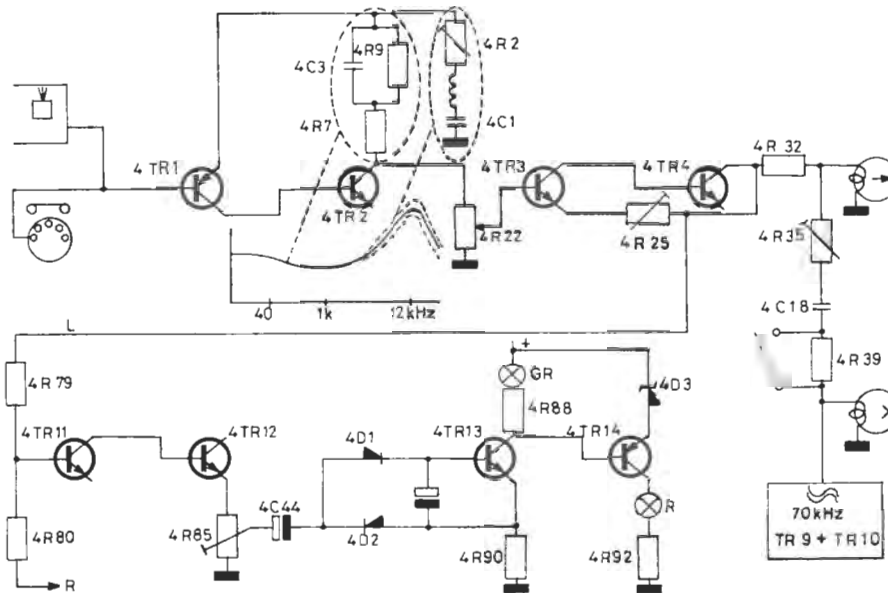 4R9
4R2
4C3
4R7
4C1
4TR1
4TR2
4TR3
4TR4
4R32
4R22
4R25
4R35
40
1k
12kHz
4C18
L
4R39
+
GR
4D3
4R79
4R88
4TR11
4TR12
4D1
4TR13
4TR14
4C44
R
4R80
4R85
4D2
4R90
4R92
70kHz
TR9 + TR10
R